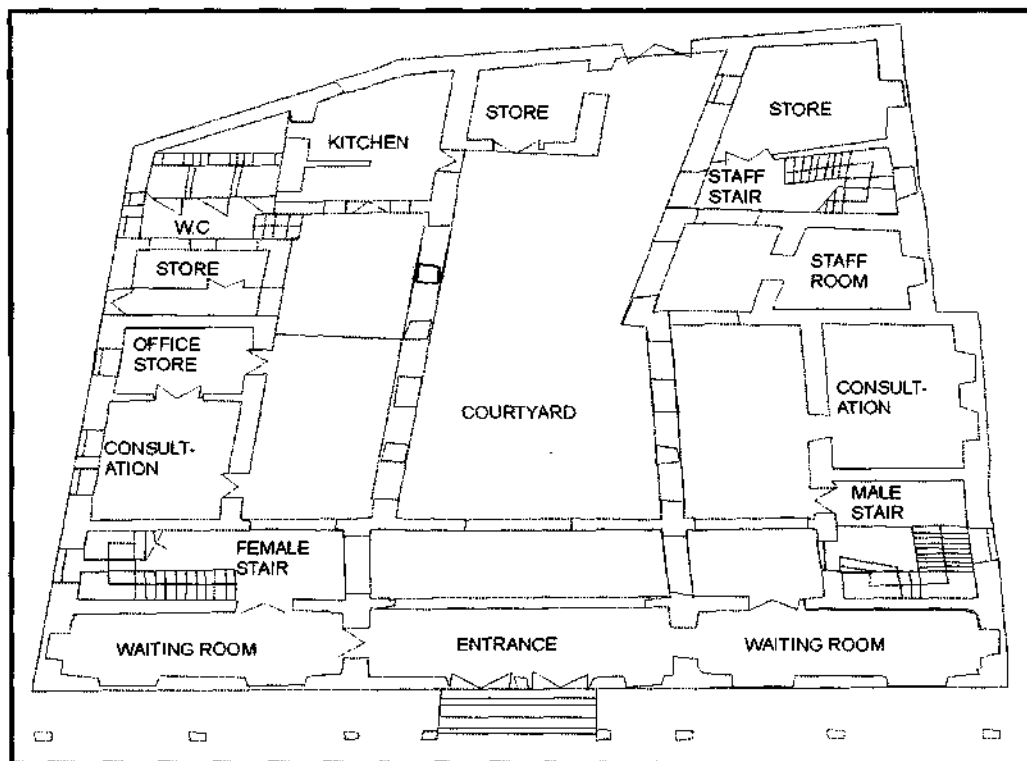 STORE
STORE
KITCHEN
STAFF
STAIR
W.C
STORE
STAFF
ROOM
OFFICE
STORE
CONSULT-
ATION
COURTYARD
CONSULT-
ATION
MALE
STAIR
FEMALE
STAIR
WAITING ROOM
ENTRANCE
WAITING ROOM